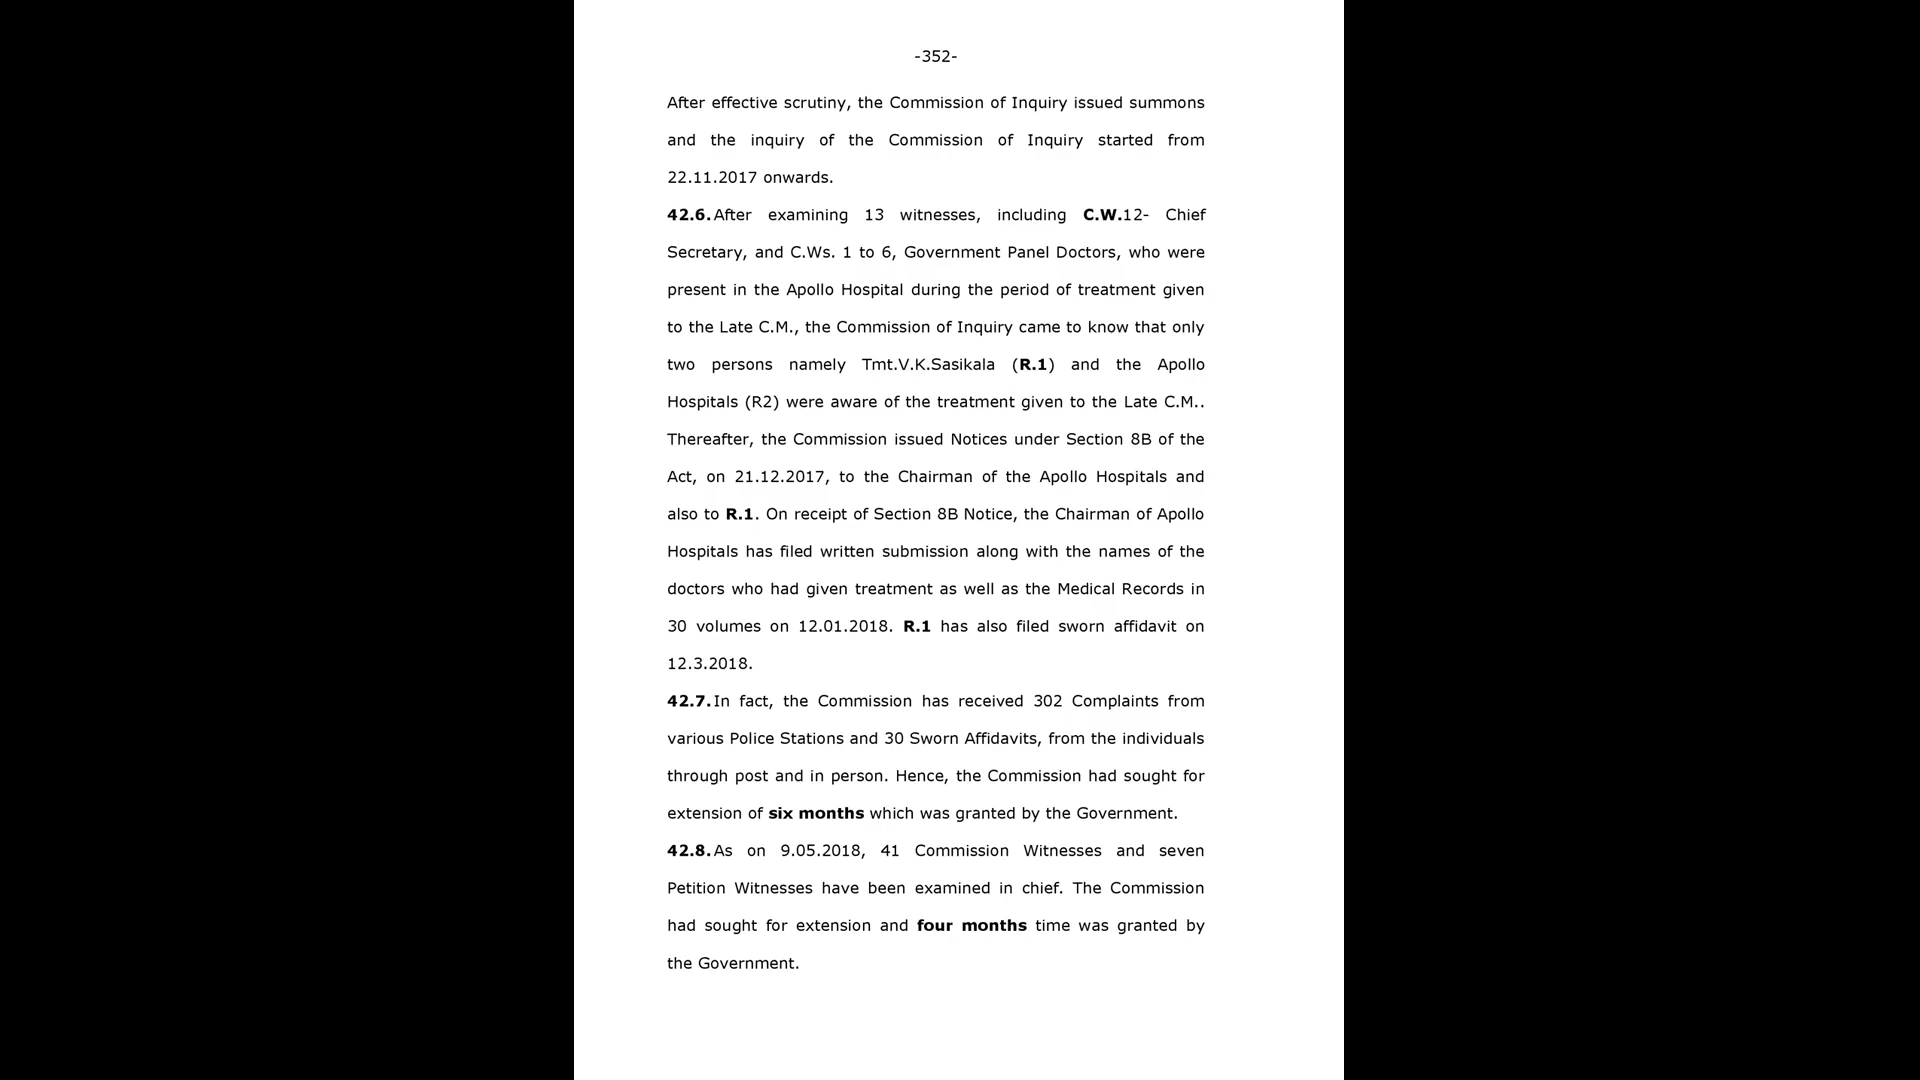 -352-
After effective scrutiny, the Commission of Inquiry issued summons
and the inquiry of the Commission of Inquiry started from
22.11.2017 onwards.
42.6. After examining 13 witnesses, including C.W.12- Chief
Secretary, and C.Ws. 1 to 6, Government Panel Doctors, who were
present in the Apollo Hospital during the period of treatment given
to the Late C.M., the Commission of Inquiry came to know that only
two persons namely Tmt.V.K.Sasikala (R.1) and the Apollo
Hospitals (R2) were aware of the treatment given to the Late C.M..
Thereafter, the Commission issued Notices under Section 8B of the
Act, on 21.12.2017, to the Chairman of the Apollo Hospitals and
also to R.1. On receipt of Section 8B Notice, the Chairman of Apollo
Hospitals has filed written submission along with the names of the
doctors who had given treatment as well as the Medical Records in
30 volumes on 12.01.2018. R.1 has also filed sworn affidavit on
12.3.2018.
42.7. In fact, the Commission has received 302 Complaints from
various Police Stations and 30 Sworn Affidavits, from the individuals
through post and in person. Hence, the Commission had sought for
extension of six months which was granted by the Government.
42.8. As on 9.05.2018, 41 Commission Witnesses and seven
Petition Witnesses have been examined in chief. The Commission
had sought for extension and four months time was granted by
the Government.